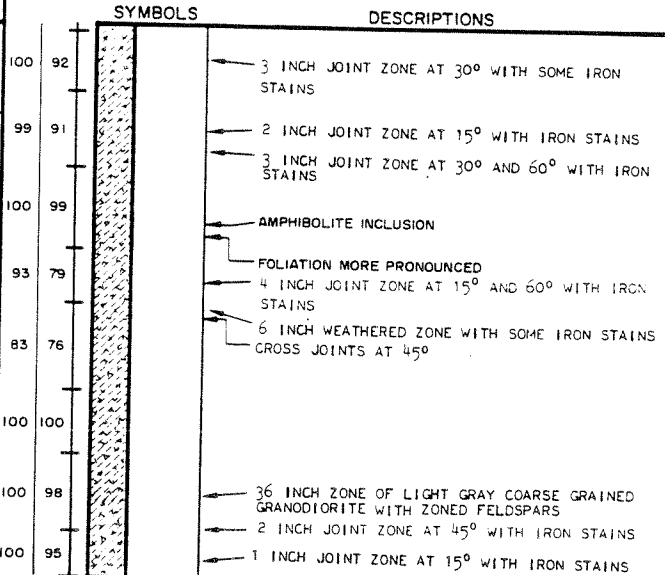 SYMBOLS DESCRIPTIONS
100 92 3 INCH JOINT ZONE AT 30° WITH SOME IRON
STAINS
99 91 2 INCH JOINT ZONE AT 15° WITH IRON STAINS
3 INCH JOINT ZONE AT 30° AND 60° WITH IRON
STAINS
100 99 AMPHIBOLITE INCLUSION
FOLIATION MORE PRONOUNCED
93 79 4 INCH JOINT ZONE AT 15° AND 60° WITH IRON
STAINS
6 INCH WEATHERED ZONE WITH SOME IRON STAINS
83 76 CROSS JOINTS AT 45°
100 100
100 98 36 INCH ZONE OF LIGHT GRAY COARSE GRAINED
GRANODIORITE WITH ZONED FELDSPARS
2 INCH JOINT ZONE AT 45° WITH IRON STAINS
100 95 1 INCH JOINT ZONE AT 15° WITH IRON STAINS